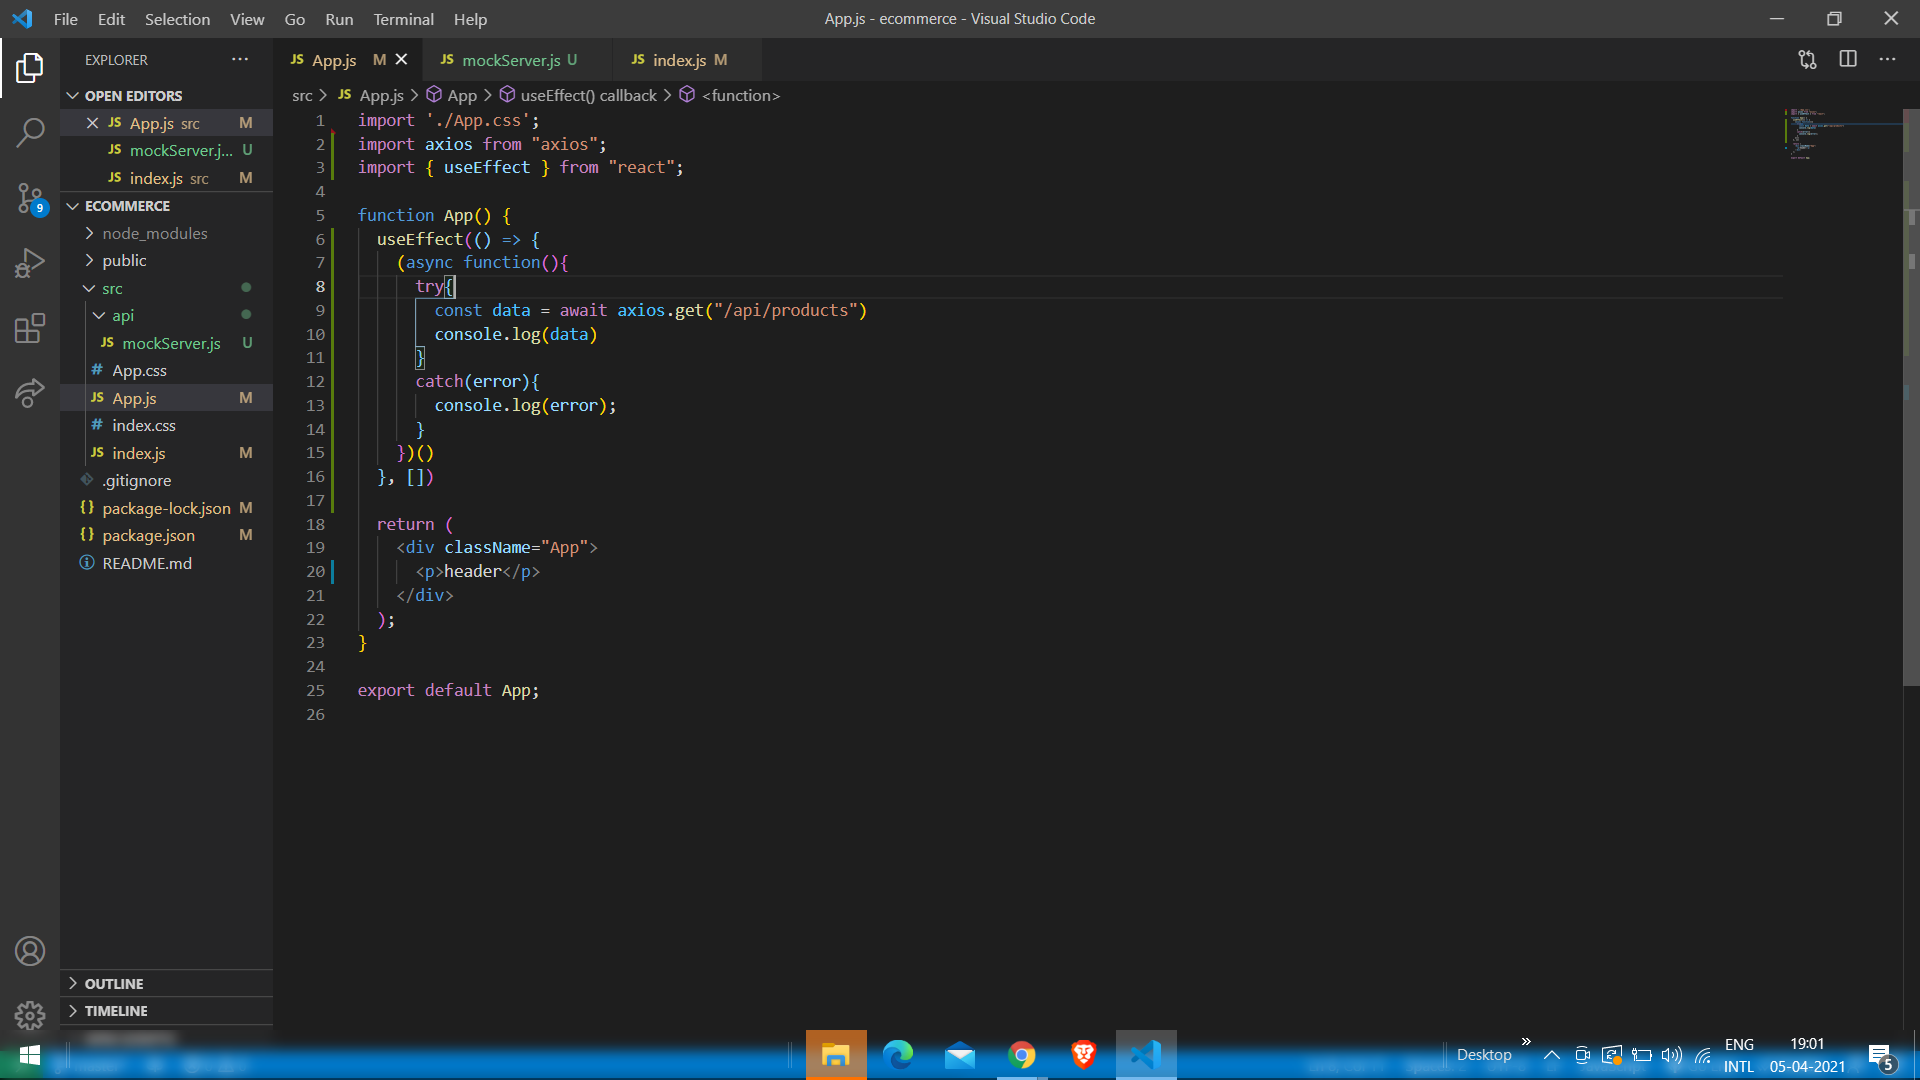 File Edit Selection View Go Run Terminal Help
App.js - ecommerce - Visual Studio Code
EXPLORER
OPEN EDITORS
JS App.js src M
JS mockServer.j... U
JS index.js src M
ECOMMERCE
node_modules
public
src
api
JS mockServer.js U
# App.css
JS App.js M
# index.css
JS index.js M
.gitignore
{} package-lock.json M
{} package.json M
README.md
OUTLINE
TIMELINE
9
JS App.js M
JS mockServer.js U
JS index.js M
src > JS App.js > App > useEffect() callback > <function>
1 import './App.css';
2 import axios from "axios";
3 import { useEffect } from "react";
4
5 function App() {
6 useEffect(() => {
7 (async function(){
8 try{
9 const data = await axios.get("/api/products")
10 console.log(data)
11 }
12 catch(error){
13 console.log(error);
14 }
15 })()
16 }, [])
17
18 return (
19 <div className="App">
20 <p>header</p>
21 </div>
22 );
23 }
24
25 export default App;
26
Desktop
ENG
INTL
19:01
05-04-2021
5